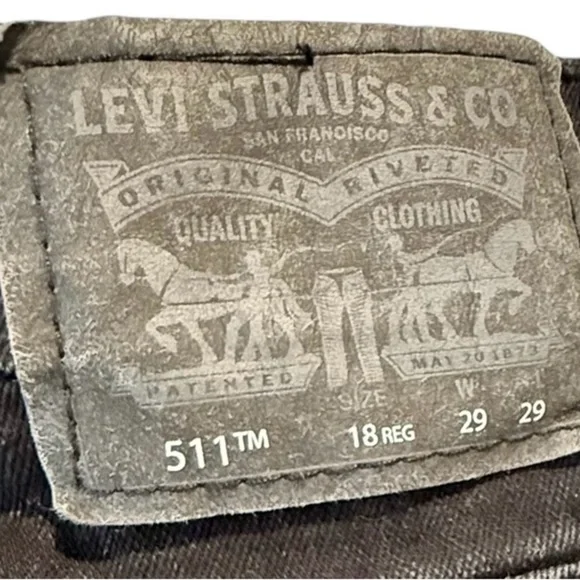 LEVI STRAUSS & CO.
SAN FRANCISCO
CAL.
ORIGINAL RIVETED
QUALITY CLOTHING
PATENTED MAY 20 1873
SIZE W L
511™ 18 REG 29 29